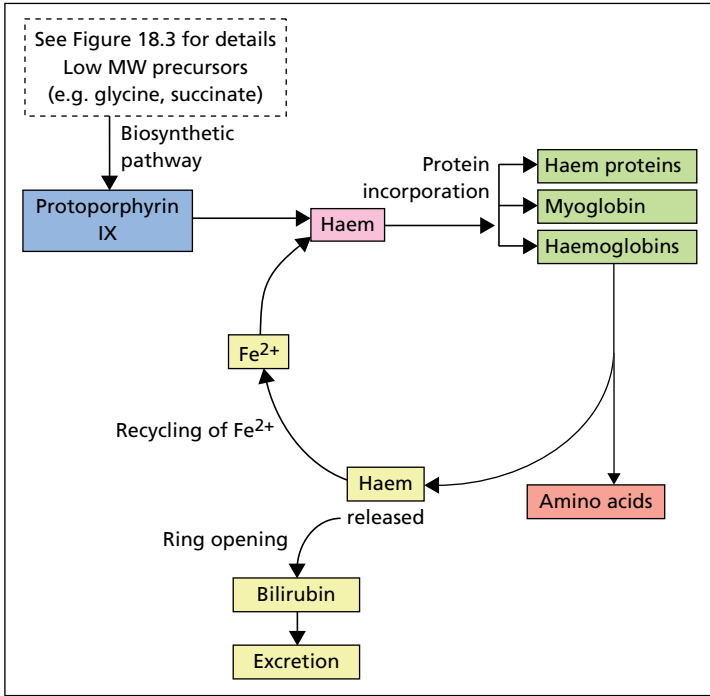 See Figure 18.3 for details
Low MW precursors
(e.g. glycine, succinate)
Biosynthetic
pathway
Protoporphyrin
IX
Haem
Protein
incorporation
Haem proteins
Myoglobin
Haemoglobins
Fe²⁺
Recycling of Fe²⁺
Haem
released
Amino acids
Ring opening
Bilirubin
Excretion